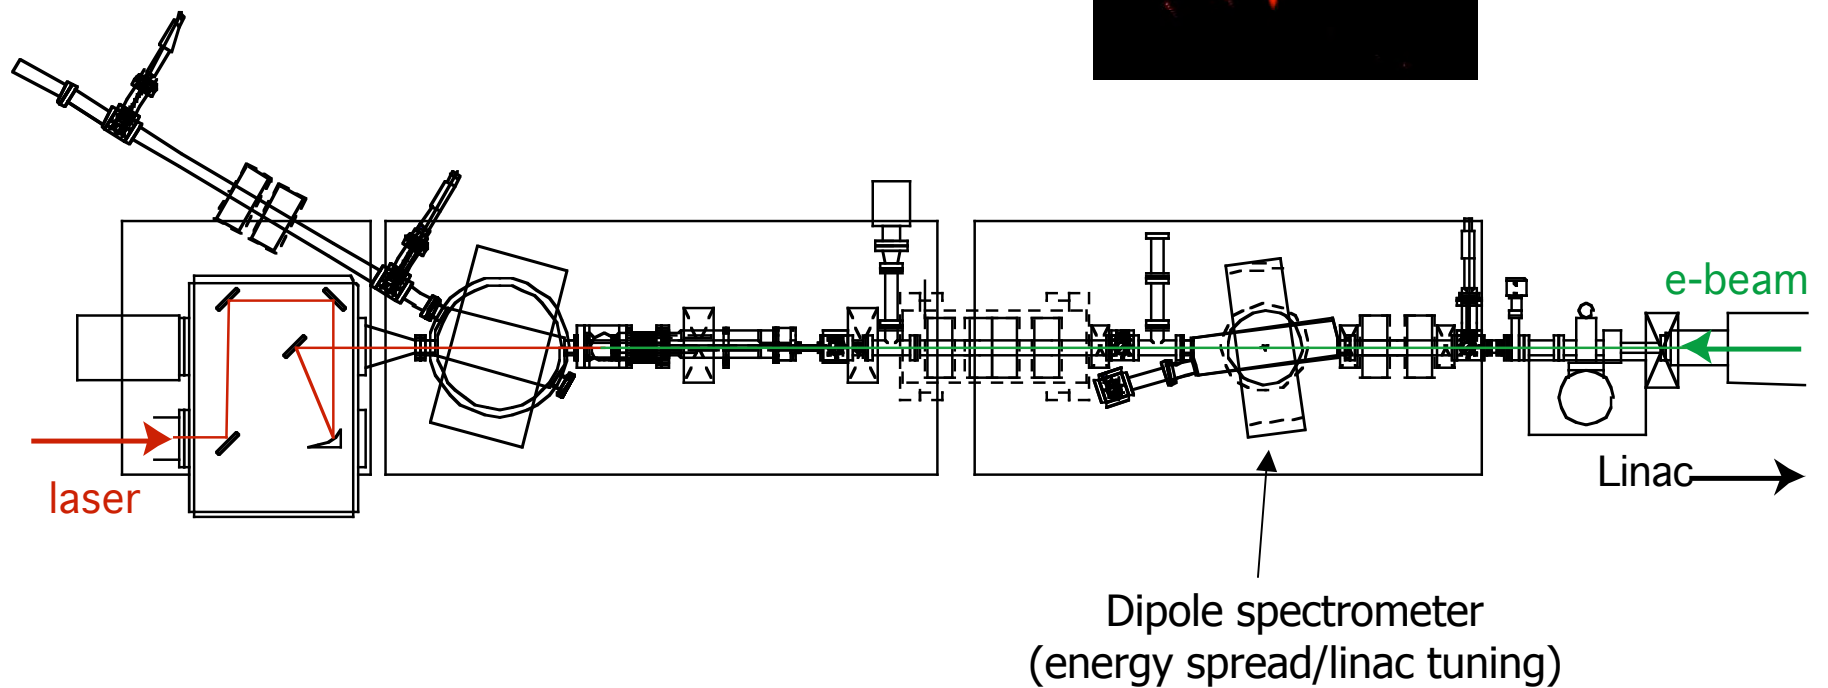 e-beam
Linac
laser
Dipole spectrometer
(energy spread/linac tuning)